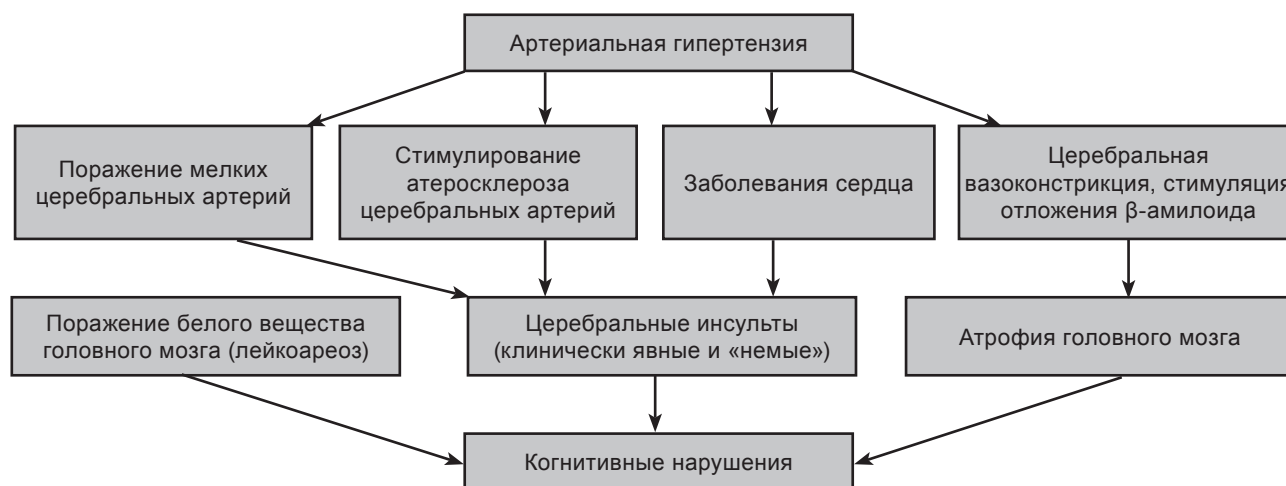 Артериальная гипертензия
Поражение мелких
церебральных артерий
Стимулирование
атеросклероза
церебральных артерий
Заболевания сердца
Церебральная
вазоконстрикция, стимуляция
отложения β-амилоида
Поражение белого вещества
головного мозга (лейкоареоз)
Церебральные инсульты
(клинически явные и «немые»)
Атрофия головного мозга
Когнитивные нарушения